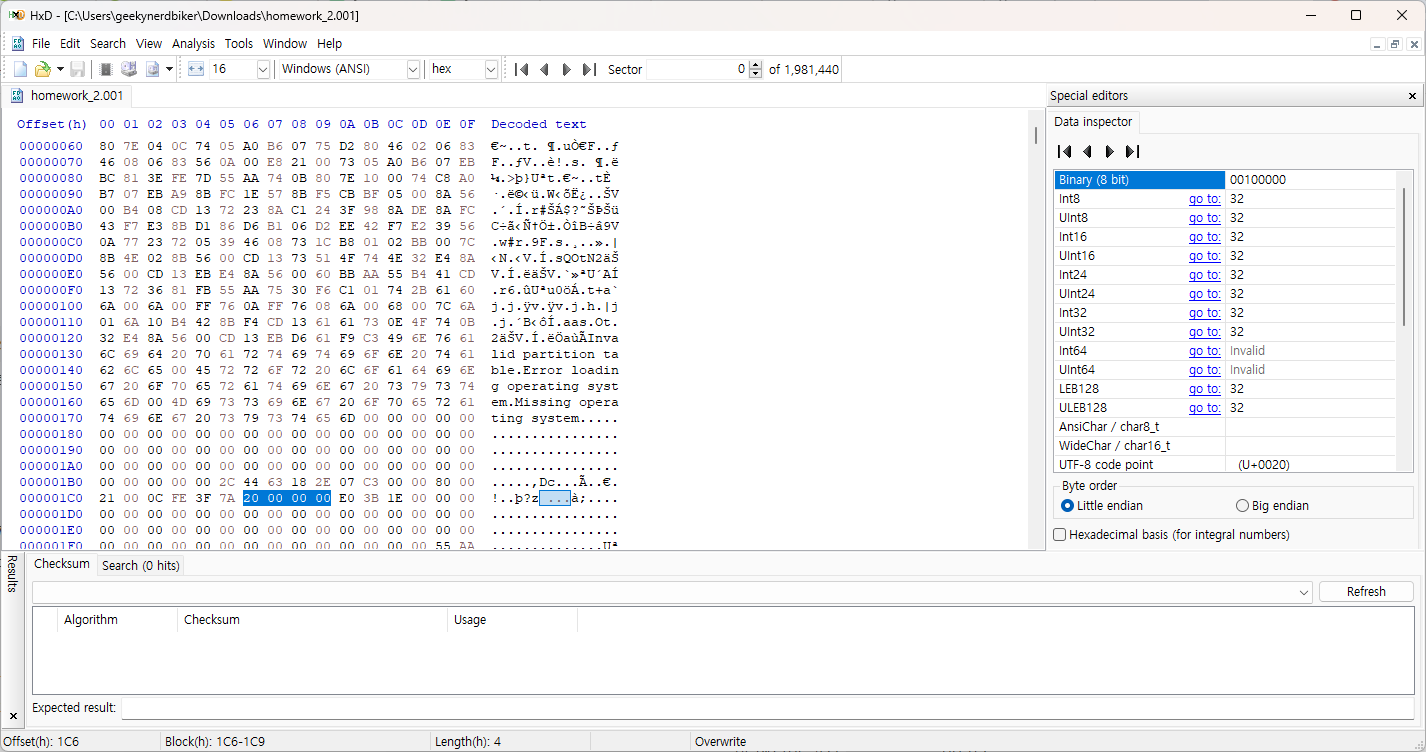 HxD - [C:\Users\geekynerdbiker\Downloads\homework_2.001]
File Edit Search View Analysis Tools Window Help
16 Windows (ANSI) hex Sector 0 of 1,981,440
homework_2.001
Special editors
Data inspector
Offset(h) 00 01 02 03 04 05 06 07 08 09 0A 0B 0C 0D 0E 0F Decoded text
00000060 80 7E 04 0C 74 05 A0 B6 07 75 D2 80 46 02 06 83 €~..t. ¶.uÒ€F..ƒ
00000070 46 08 06 83 56 0A 00 E8 21 00 73 05 A0 B6 07 EB F..ƒV..è!.s. ¶.ë
00000080 BC 81 3E FE 7D 55 AA 74 0B 80 7E 10 00 74 C8 A0 ¼.>þ}Uªt.€~..tÈ
00000090 B7 07 EB A9 8B FC 1E 57 8B F5 CB BF 05 00 8A 56 ·.ë©‹ü.W‹õË¿..ŠV
000000A0 00 B4 08 CD 13 72 23 8A C1 24 3F 98 8A DE 8A FC .´.Í.r#ŠÁ$?˜ŠÞŠü
000000B0 43 F7 E3 8B D1 86 D6 B1 06 D2 EE 42 F7 E2 39 56 C÷ã‹Ñ†Ö±.ÒîB÷â9V
000000C0 0A 77 23 72 05 39 46 08 73 1C B8 01 02 BB 00 7C .w#r.9F.s.¸..».|
000000D0 8B 4E 02 8B 56 00 CD 13 73 51 4F 74 4E 32 E4 8A ‹N.‹V.Í.sQOtN2äŠ
000000E0 56 00 CD 13 EB E4 8A 56 00 60 BB AA 55 B4 41 CD V.Í.ëäŠV.`»ªU´AÍ
000000F0 13 72 36 81 FB 55 AA 75 30 F6 C1 01 74 2B 61 60 .r6.ûUªu0öÁ.t+a`
00000100 6A 00 6A 00 FF 76 0A FF 76 08 6A 00 68 00 7C 6A j.j.ÿv.ÿv.j.h.|j
00000110 01 6A 10 B4 42 8B F4 CD 13 61 61 73 0E 4F 74 0B .j.´B‹ôÍ.aas.Ot.
00000120 32 E4 8A 56 00 CD 13 EB D6 61 F9 C3 49 6E 76 61 2äŠV.Í.ëÖaùÃInva
00000130 6C 69 64 20 70 61 72 74 69 74 69 6F 6E 20 74 61 lid partition ta
00000140 62 6C 65 00 45 72 72 6F 72 20 6C 6F 61 64 69 6E ble.Error loadin
00000150 67 20 6F 70 65 72 61 74 69 6E 67 20 73 79 73 74 g operating syst
00000160 65 6D 00 4D 69 73 73 69 6E 67 20 6F 70 65 72 61 em.Missing opera
00000170 74 69 6E 67 20 73 79 73 74 65 6D 00 00 00 00 00 ting system.....
00000180 00 00 00 00 00 00 00 00 00 00 00 00 00 00 00 00 ................
00000190 00 00 00 00 00 00 00 00 00 00 00 00 00 00 00 00 ................
000001A0 00 00 00 00 00 00 00 00 00 00 00 00 00 00 00 00 ................
000001B0 00 00 00 00 00 2C 44 63 18 2E 07 C3 00 00 80 00 .....,Dc...Ã..€.
000001C0 21 00 0C FE 3F 7A 20 00 00 00 E0 3B 1E 00 00 00 !..þ?z ...à;....
000001D0 00 00 00 00 00 00 00 00 00 00 00 00 00 00 00 00 ................
000001E0 00 00 00 00 00 00 00 00 00 00 00 00 00 00 00 00 ................
000001F0 00 00 00 00 00 00 00 00 00 00 00 00 00 00 55 AA ..............Uª
Binary (8 bit) 00100000
Int8 go to: 32
UInt8 go to: 32
Int16 go to: 32
UInt16 go to: 32
Int24 go to: 32
UInt24 go to: 32
Int32 go to: 32
UInt32 go to: 32
Int64 go to: Invalid
UInt64 go to: Invalid
LEB128 go to: 32
ULEB128 go to: 32
AnsiChar / char8_t
WideChar / char16_t
UTF-8 code point (U+0020)
Byte order
Little endian Big endian
Hexadecimal basis (for integral numbers)
Results
Checksum Search (0 hits)
Refresh
Algorithm Checksum Usage
Expected result:
Offset(h): 1C6 Block(h): 1C6-1C9 Length(h): 4 Overwrite